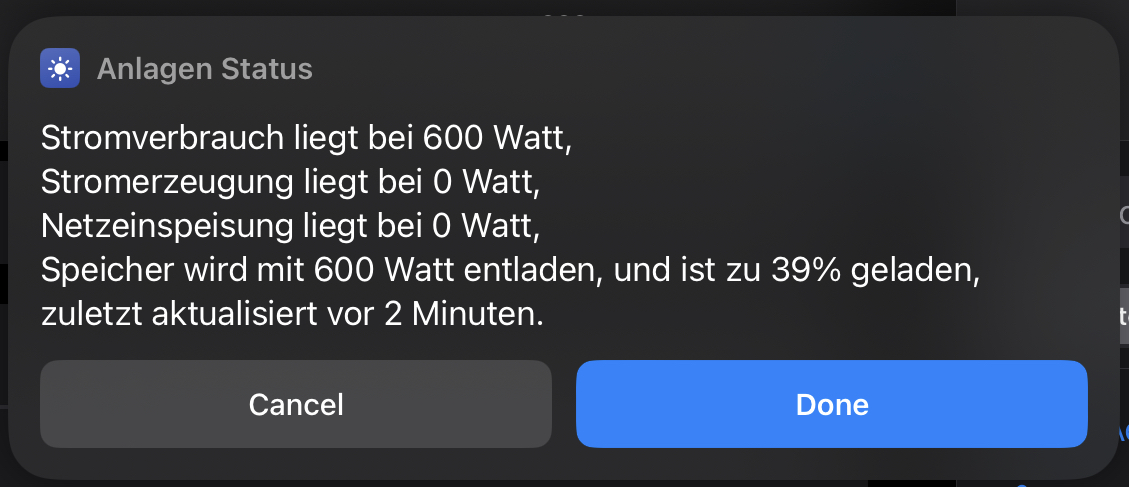 Anlagen Status
Stromverbrauch liegt bei 600 Watt,
Stromerzeugung liegt bei 0 Watt,
Netzeinspeisung liegt bei 0 Watt,
Speicher wird mit 600 Watt entladen, und ist zu 39% geladen,
zuletzt aktualisiert vor 2 Minuten.
Cancel
Done